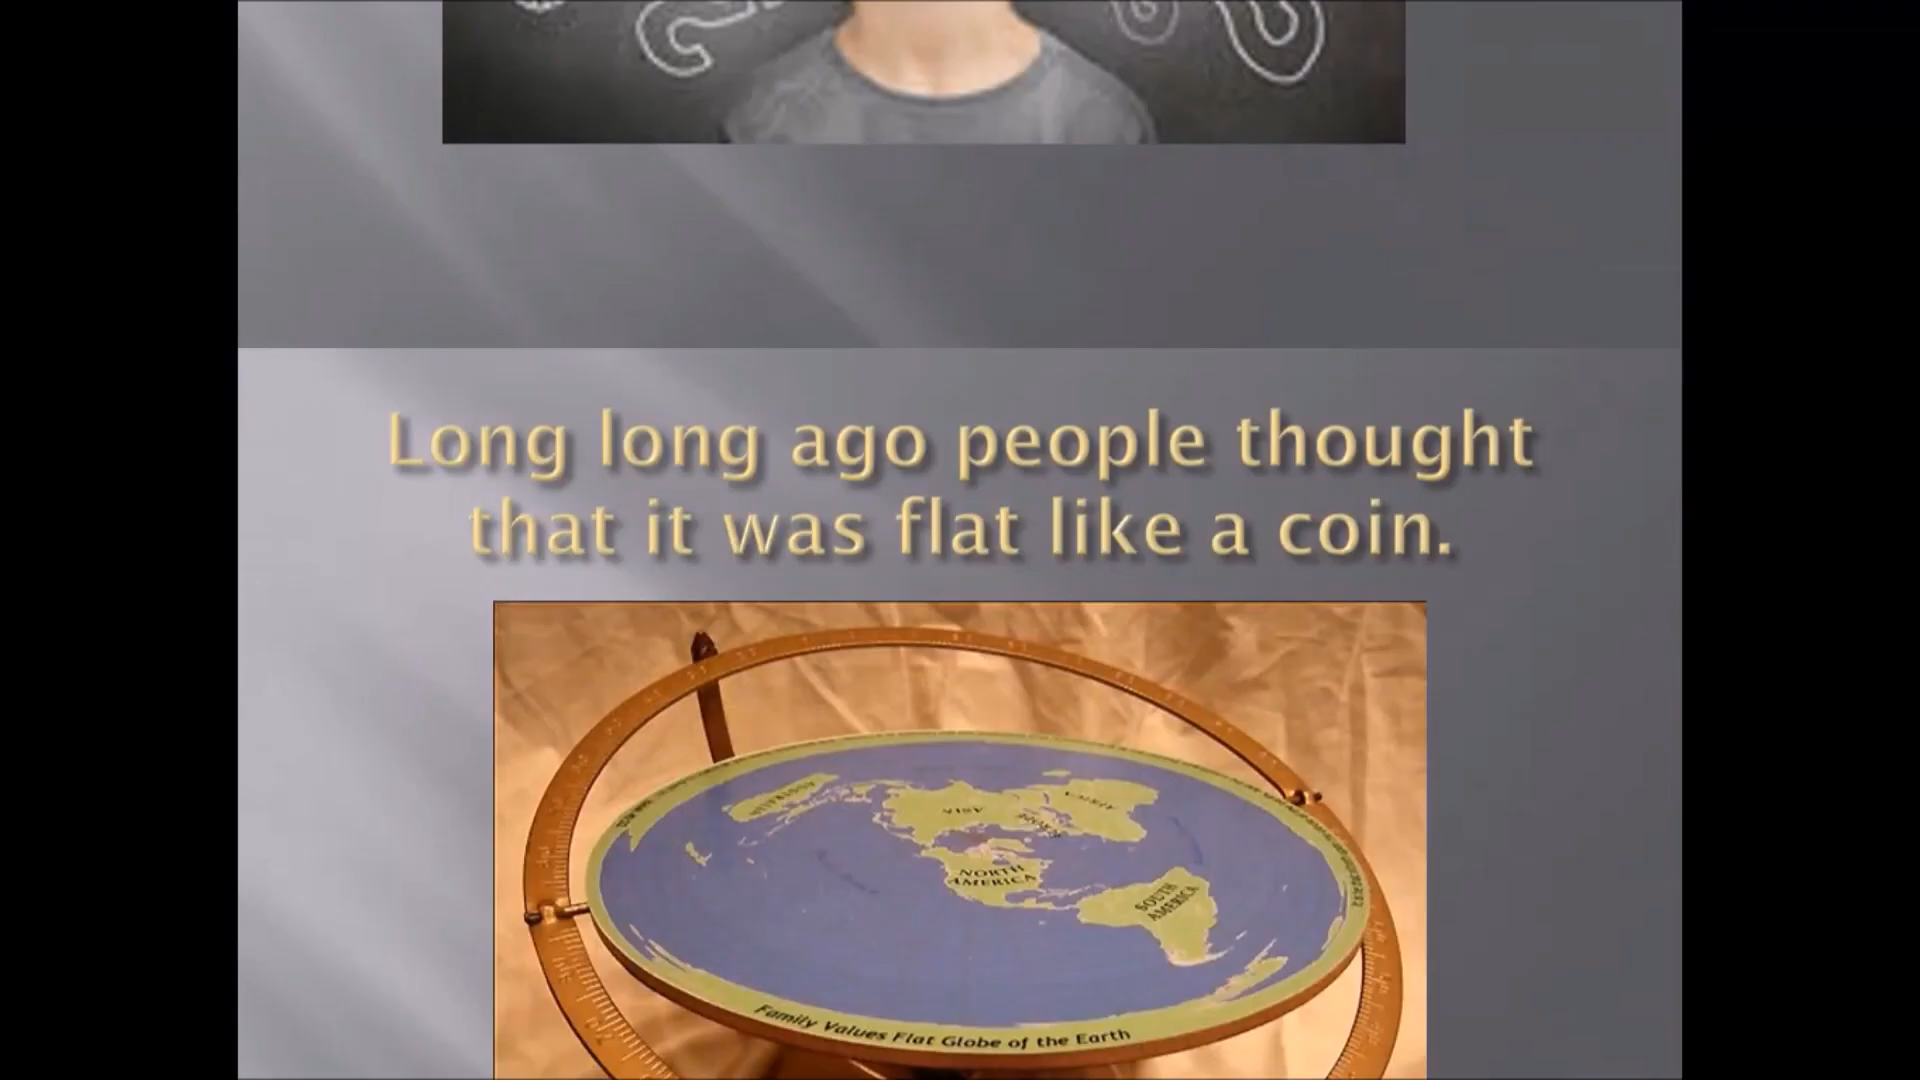 Long long ago people thought
that it was flat like a coin.
ASIA
NORTH
AMERICA
SOUTH
AMERICA
Family Values Flat Globe of the Earth